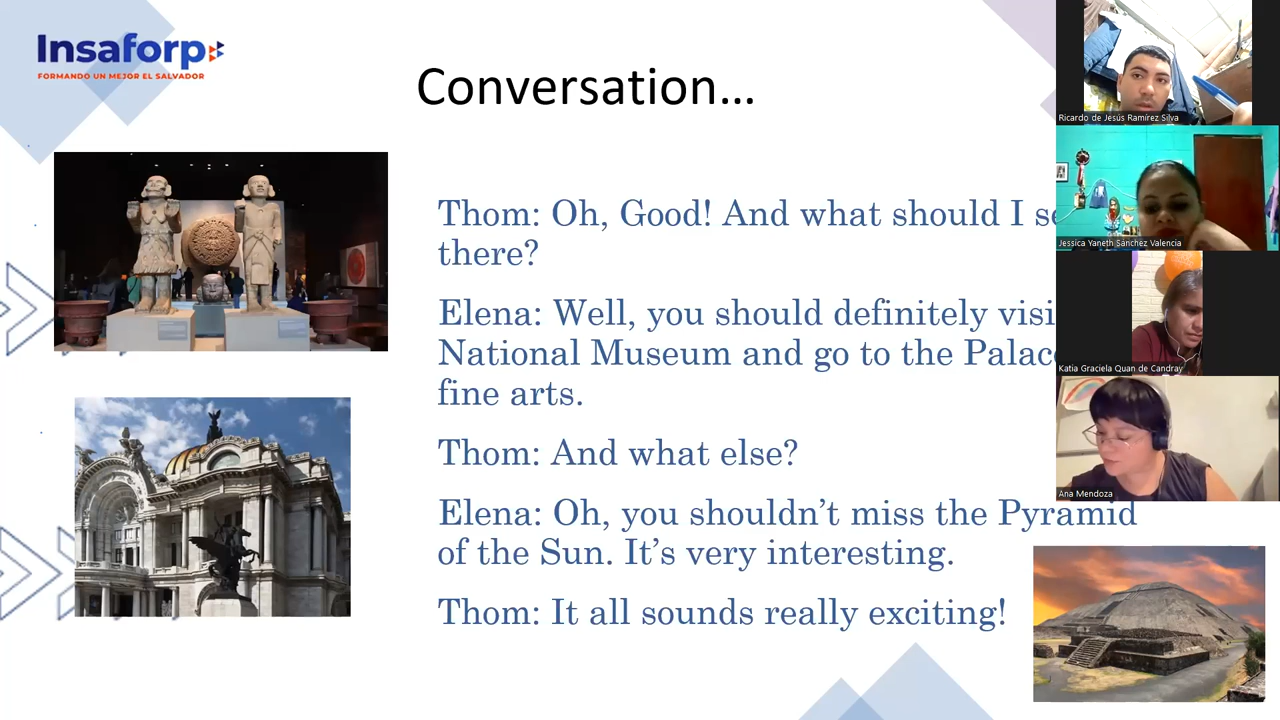 Insaforp
FORMANDO UN MEJOR EL SALVADOR
Conversation...
Thom: Oh, Good! And what should I
there?
Elena: Well, you should definitely
National Museum and go to the
fine arts.
Thom: And what else?
Elena: Oh, you shouldn’t miss the Pyramid
of the Sun. It’s very interesting.
Thom: It all sounds really exciting!
Ricardo de Jesús Ramírez Silva
Jessica Yaneth Sánchez Valencia
Katia Graciela Quan de Candray
Ana Mendoza